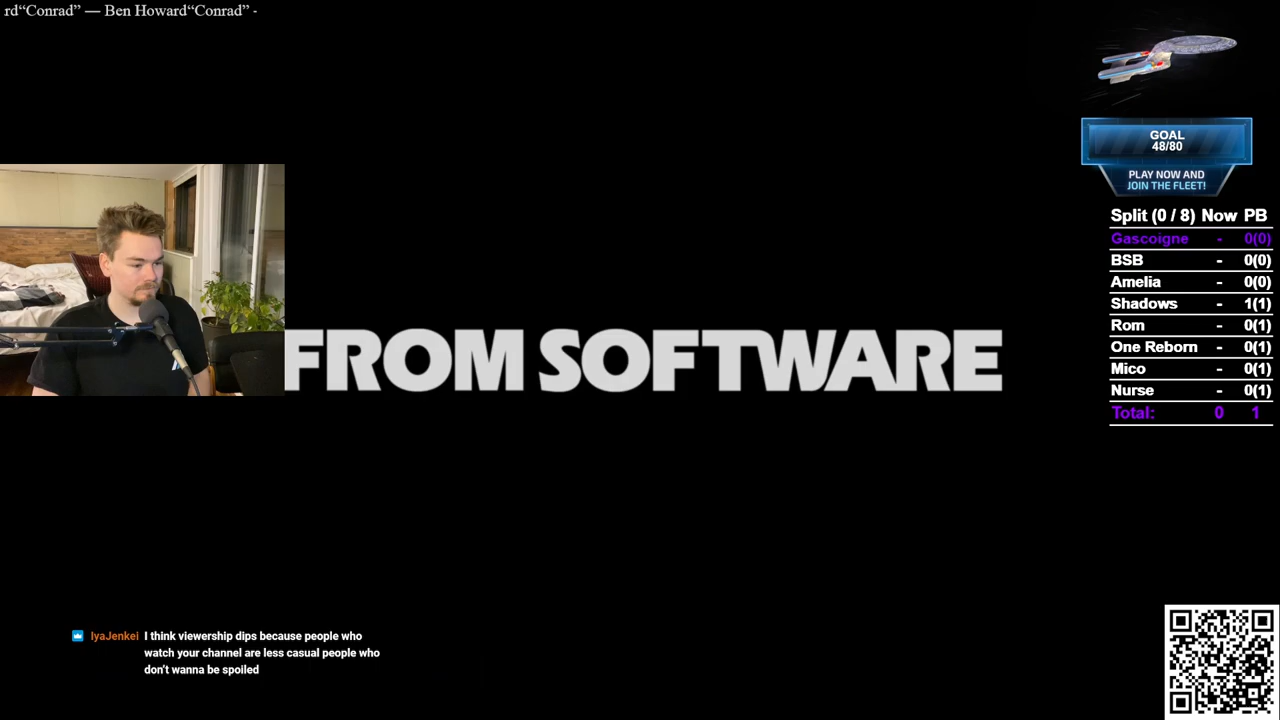 rd“Conrad” — Ben Howard“Conrad” -
GOAL
48/80
PLAY NOW AND
JOIN THE FLEET!
Split (0 / 8) Now PB
Gascoigne - 0(0)
BSB - 0(0)
Amelia - 0(0)
Shadows - 1(1)
Rom - 0(1)
One Reborn - 0(1)
Mico - 0(1)
Nurse - 0(1)
Total: 0 1
FROM SOFTWARE
IyaJenkei I think viewership dips because people who
watch your channel are less casual people who
don’t wanna be spoiled